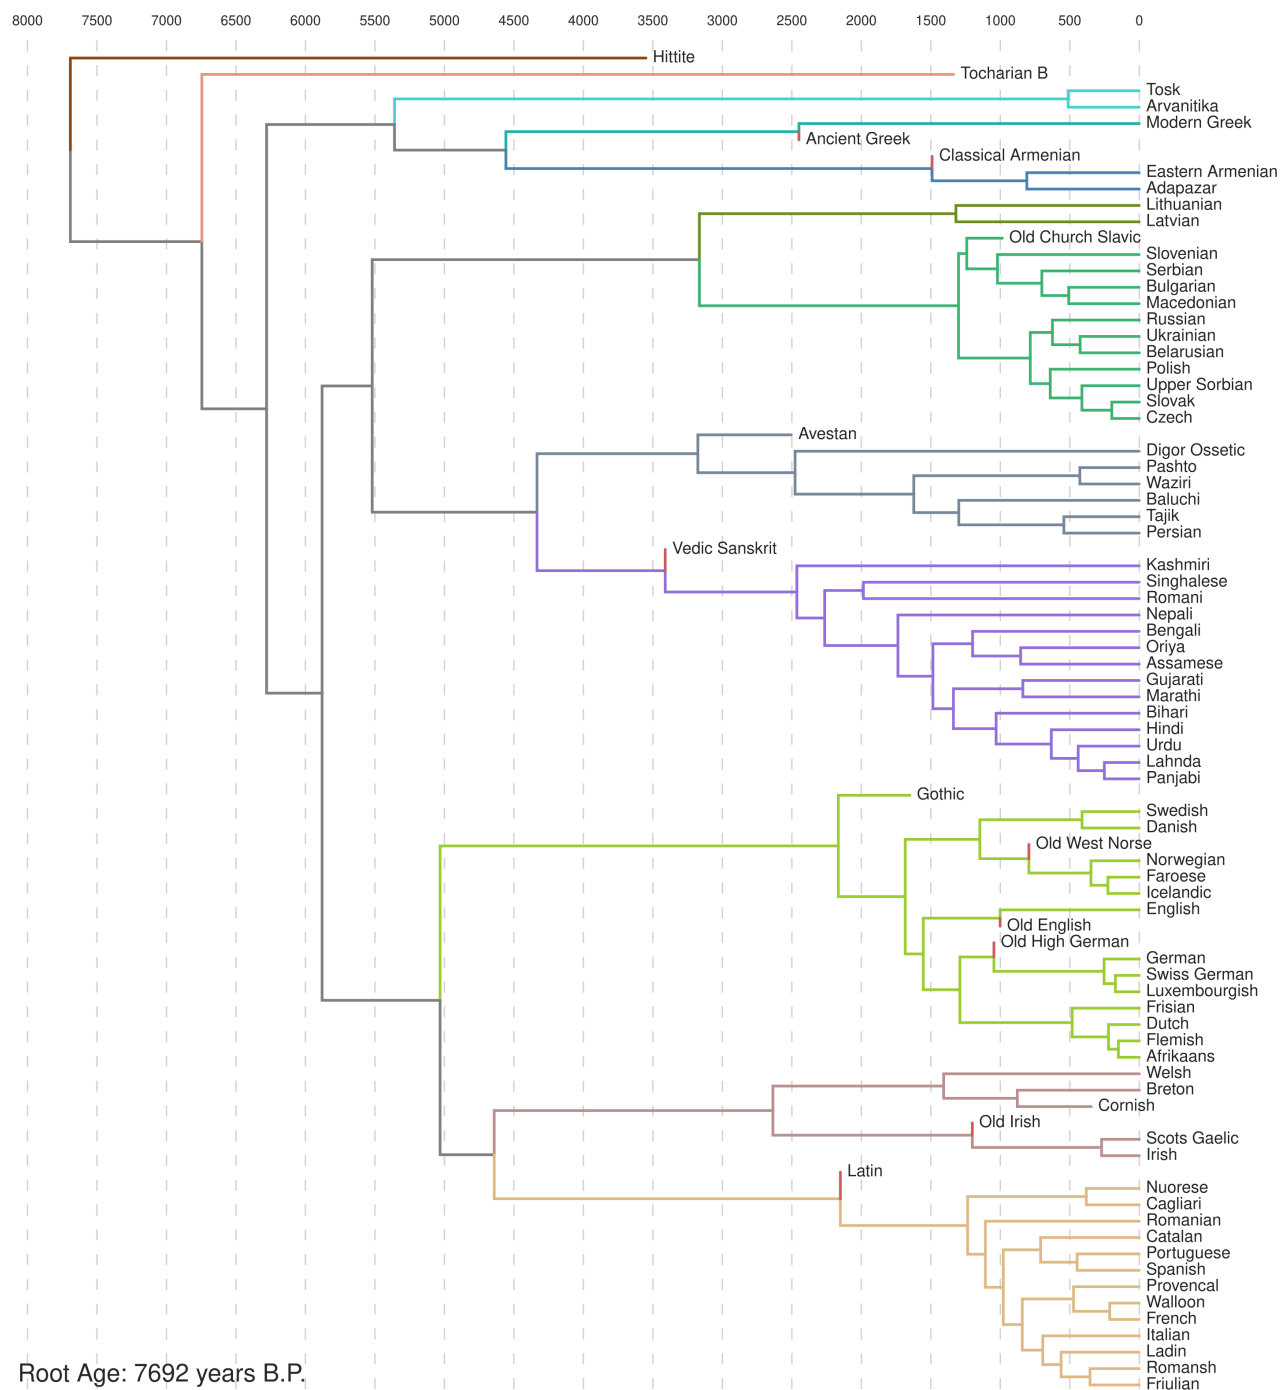 8000 7500 7000 6500 6000 5500 5000 4500 4000 3500 3000 2500 2000 1500 1000 500 0
Hittite
Tocharian B
Tosk
Arvanitika
Modern Greek
Ancient Greek
Classical Armenian
Eastern Armenian
Adapazar
Lithuanian
Latvian
Old Church Slavic
Slovenian
Serbian
Bulgarian
Macedonian
Russian
Ukrainian
Belarusian
Polish
Upper Sorbian
Slovak
Czech
Avestan
Digor Ossetic
Pashto
Waziri
Baluchi
Tajik
Persian
Vedic Sanskrit
Kashmiri
Singhalese
Romani
Nepali
Bengali
Oriya
Assamese
Gujarati
Marathi
Bihari
Hindi
Urdu
Lahnda
Panjabi
Gothic
Swedish
Danish
Old West Norse
Norwegian
Faroese
Icelandic
English
Old English
Old High German
German
Swiss German
Luxembourgish
Frisian
Dutch
Flemish
Afrikaans
Welsh
Breton
Cornish
Old Irish
Scots Gaelic
Irish
Latin
Nuorese
Cagliari
Romanian
Catalan
Portuguese
Spanish
Provencal
Walloon
French
Italian
Ladin
Romansh
Friulian
Root Age: 7692 years B.P.